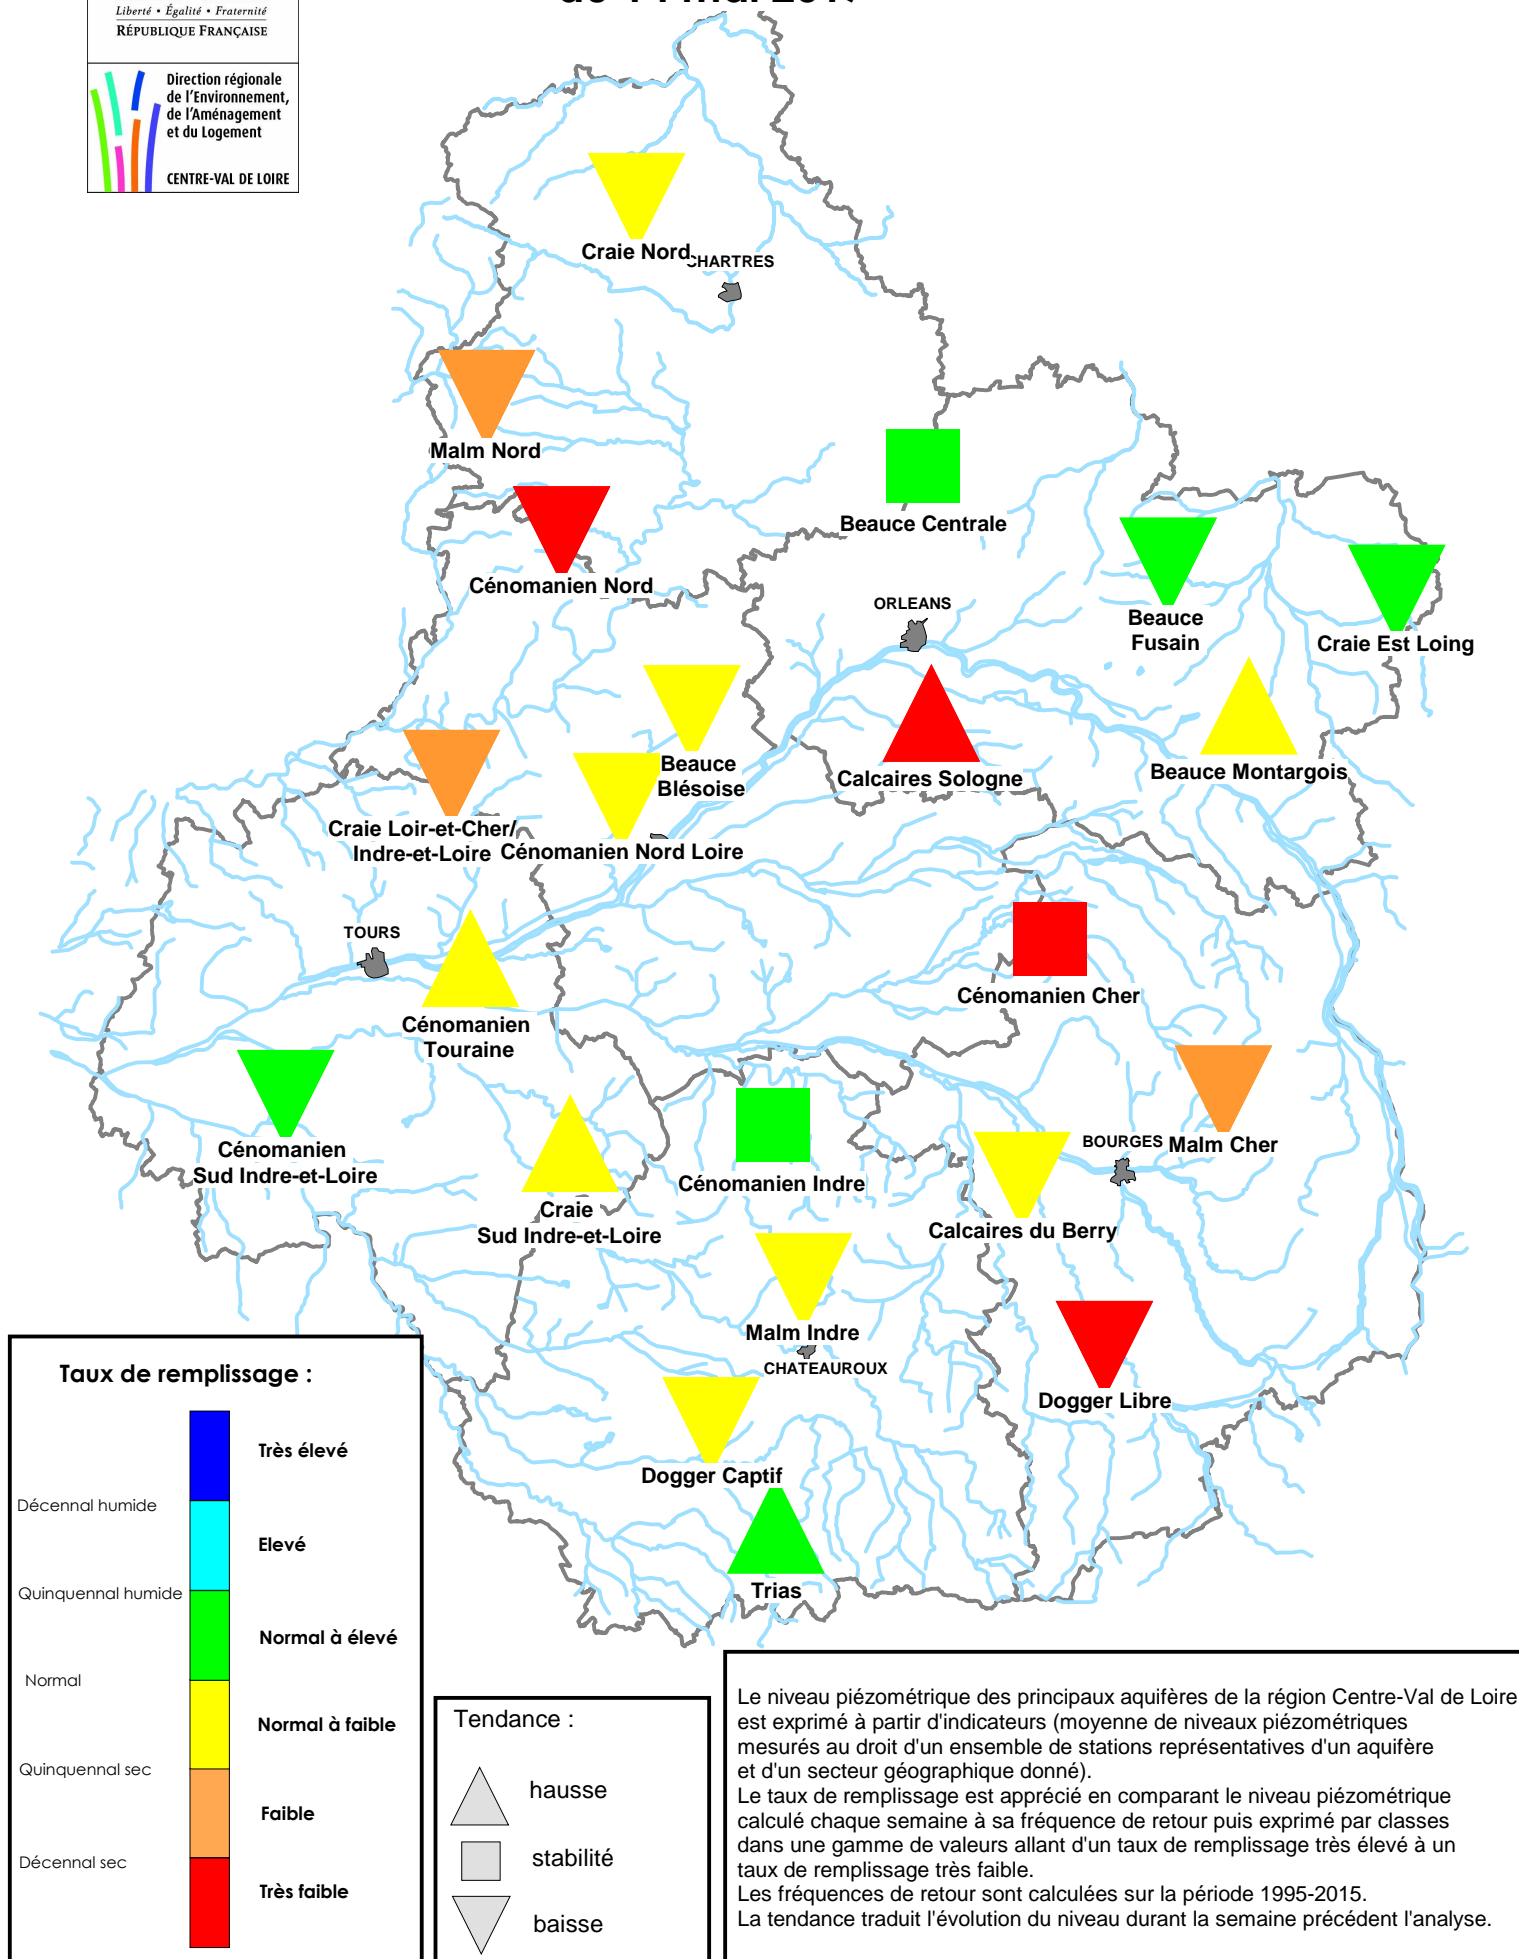 Liberté • Égalité • Fraternité
RÉPUBLIQUE FRANÇAISE
Direction régionale
de l'Environnement,
de l'Aménagement
et du Logement
CENTRE-VAL DE LOIRE
Craie Nord
CHARTRES
Malm Nord
Beauce Centrale
Cénomanien Nord
ORLEANS
Beauce
Fusain
Craie Est Loing
Beauce
Blésoise
Calcaires Sologne
Beauce Montargois
Craie Loir-et-Cher/
Indre-et-Loire
Cénomanien Nord Loire
TOURS
Cénomanien Cher
Cénomanien
Touraine
Cénomanien
Sud Indre-et-Loire
BOURGES
Malm Cher
Cénomanien Indre
Craie
Sud Indre-et-Loire
Calcaires du Berry
Malm Indre
CHATEAUROUX
Dogger Libre
Dogger Captif
Trias
Taux de remplissage :
Très élevé
Décennal humide
Elevé
Quinquennal humide
Normal à élevé
Normal
Normal à faible
Quinquennal sec
Faible
Décennal sec
Très faible
Tendance :
hausse
stabilité
baisse
Le niveau piézométrique des principaux aquifères de la région Centre-Val de Loire
est exprimé à partir d'indicateurs (moyenne de niveaux piézométriques
mesurés au droit d'un ensemble de stations représentatives d'un aquifère
et d'un secteur géographique donné).
Le taux de remplissage est apprécié en comparant le niveau piézométrique
calculé chaque semaine à sa fréquence de retour puis exprimé par classes
dans une gamme de valeurs allant d'un taux de remplissage très élevé à un
taux de remplissage très faible.
Les fréquences de retour sont calculées sur la période 1995-2015.
La tendance traduit l'évolution du niveau durant la semaine précédent l'analyse.